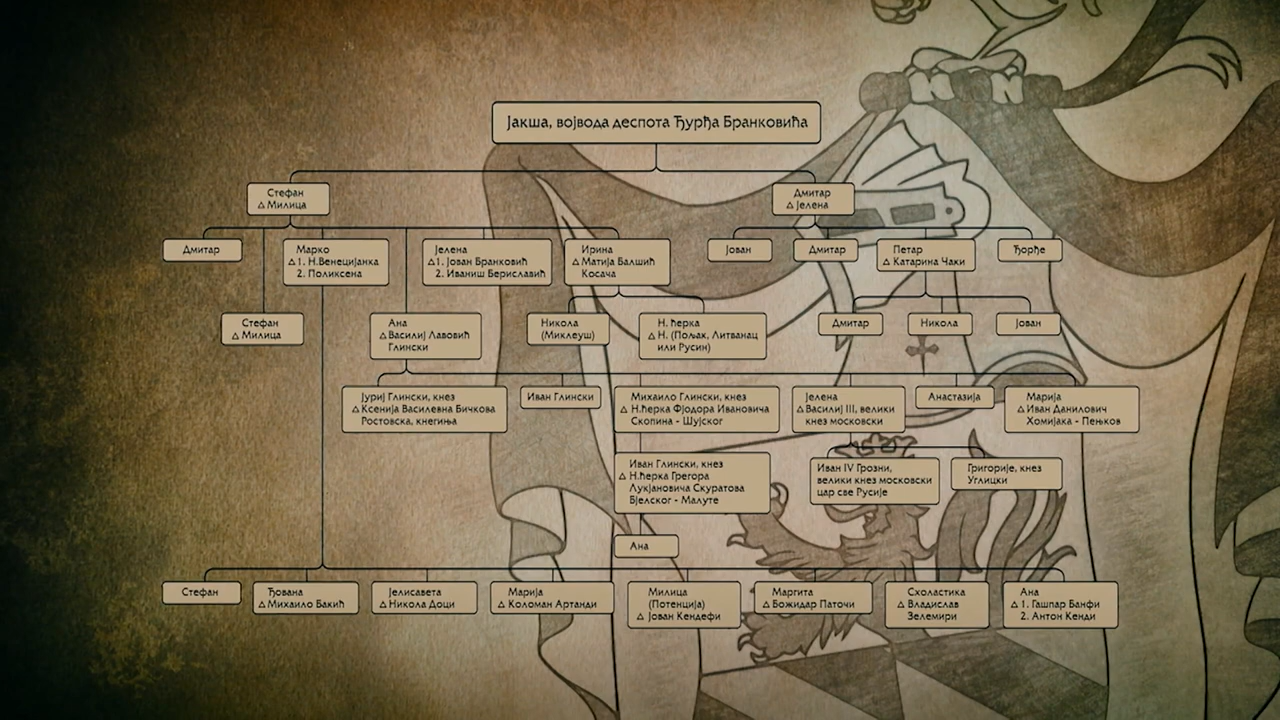 Јакша, војвода деспота Ђурђа Бранковића
Стефан
△ Милица
Дмитар
△ Јелена
Дмитар
Марко
△ 1. Н.Венецијанка
2. Поликсена
Јелена
△ 1. Јован Бранковић
2. Иваниш Бериславић
Ирина
△ Матија Балшић
Косача
Јован
Дмитар
Петар
△ Катарина Чаки
Ђорђе
Стефан
△ Милица
Ана
△ Василиј Лавовић
Глински
Никола
(Миклеуш)
Н. ћерка
△ Н. (Пољак, Литванац
или Русин)
Дмитар
Никола
Јован
Јуриј Глински, кнез
△ Ксенија Василевна Бичкова
Ростовска, кнегиња
Иван Глински
Михаило Глински, кнез
△ Н.ћерка Фјодора Ивановича
Скопина - Шујског
Јелена
△ Василиј III, велики
кнез московски
Анастазија
Марија
△ Иван Данилович
Хомијака - Пењков
Иван Глински, кнез
△ Н.ћерка Грегора
Лукјановича Скуратова
Бјелског - Малуте
Иван IV Грозни,
велики кнез московски
цар све Русије
Григорије, кнез
Углицки
Ана
Стефан
Ђована
△ Михаило Бакић
Јелисавета
△ Никола Доци
Марија
△ Коломан Артанди
Милица
(Потенција)
△ Јован Кендефи
Маргита
△ Божидар Паточи
Схоластика
△ Владислав
Зелемири
Ана
△ 1. Гашпар Банфи
2. Антон Кенди